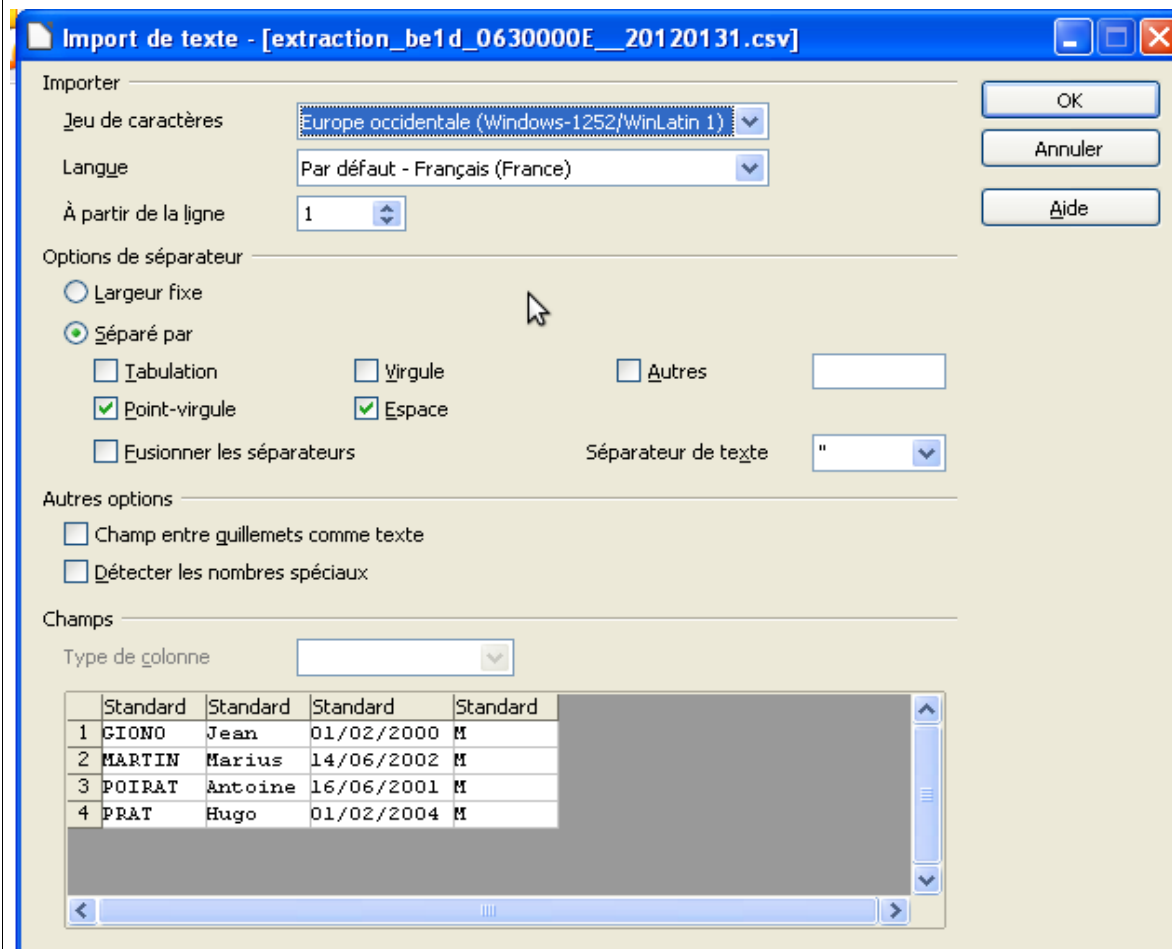 Import de texte - [extraction_be1d_0630000E__20120131.csv]
Importer
Jeu de caractères Europe occidentale (Windows-1252/WinLatin 1)
OK
Langue Par défaut - Français (France)
Annuler
À partir de la ligne 1
Aide
Options de séparateur
Largeur fixe
Séparé par
Tabulation Virgule Autres
Point-virgule Espace
Fusionner les séparateurs Séparateur de texte "
Autres options
Champ entre guillemets comme texte
Détecter les nombres spéciaux
Champs
Type de colonne
Standard Standard Standard Standard
1 GIONO Jean 01/02/2000 M
2 MARTIN Marius 14/06/2002 M
3 POIRAT Antoine 16/06/2001 M
4 PRAT Hugo 01/02/2004 M